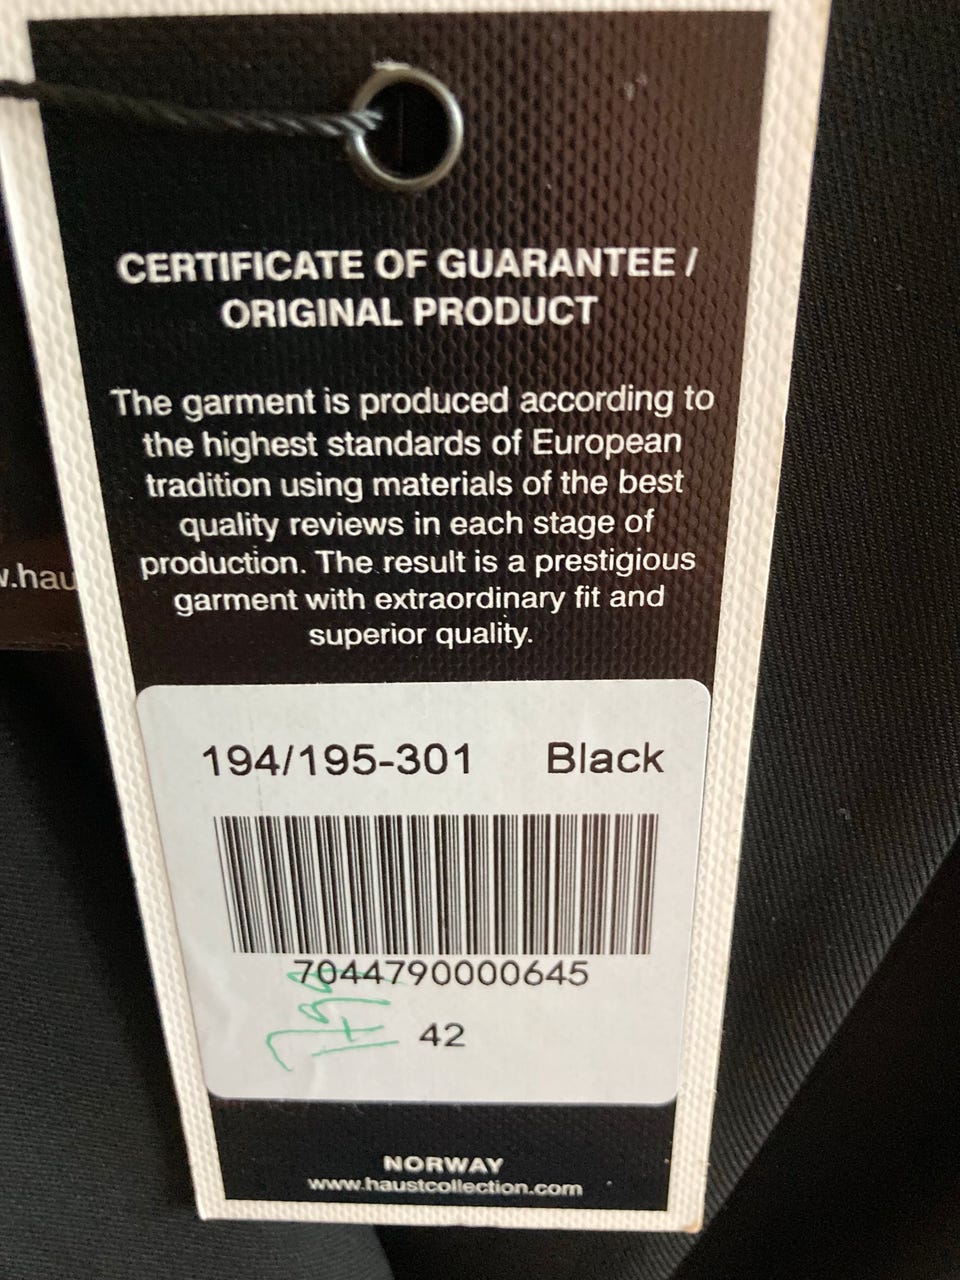 CERTIFICATE OF GUARANTEE /
ORIGINAL PRODUCT
The garment is produced according to
the highest standards of European
tradition using materials of the best
quality reviews in each stage of
production. The result is a prestigious
garment with extraordinary fit and
superior quality.
w.hau
194/195-301 Black
7044790000645
42
NORWAY
www.haustcollection.com